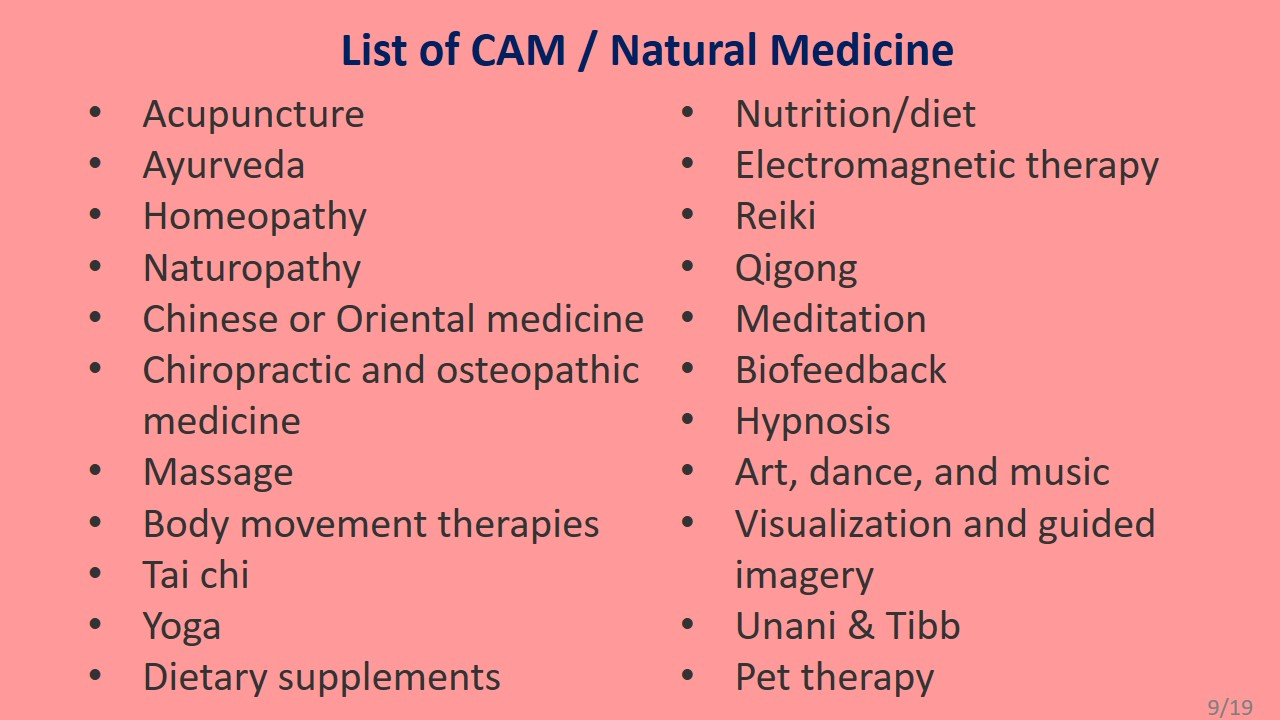 List of CAM / Natural Medicine
• Acupuncture
• Ayurveda
• Homeopathy
• Naturopathy
• Chinese or Oriental medicine
• Chiropractic and osteopathic
medicine
• Massage
• Body movement therapies
• Tai chi
• Yoga
• Dietary supplements
• Nutrition/diet
• Electromagnetic therapy
• Reiki
• Qigong
• Meditation
• Biofeedback
• Hypnosis
• Art, dance, and music
• Visualization and guided
imagery
• Unani & Tibb
• Pet therapy
9/19